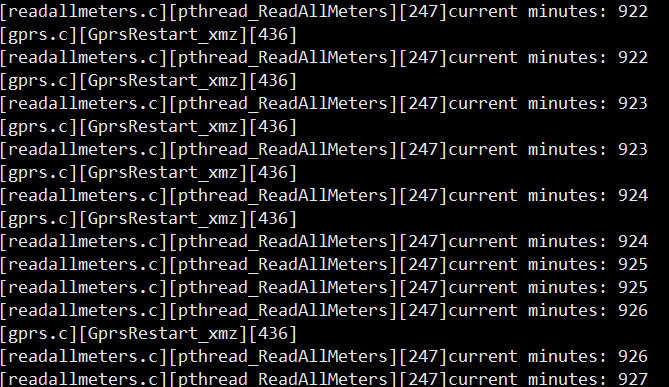 [readallmeters.c][pthread_ReadAllMeters][247]current minutes: 922
[gprs.c][GprsRestart_xmz][436]
[readallmeters.c][pthread_ReadAllMeters][247]current minutes: 922
[gprs.c][GprsRestart_xmz][436]
[readallmeters.c][pthread_ReadAllMeters][247]current minutes: 923
[gprs.c][GprsRestart_xmz][436]
[readallmeters.c][pthread_ReadAllMeters][247]current minutes: 923
[gprs.c][GprsRestart_xmz][436]
[readallmeters.c][pthread_ReadAllMeters][247]current minutes: 924
[gprs.c][GprsRestart_xmz][436]
[readallmeters.c][pthread_ReadAllMeters][247]current minutes: 924
[readallmeters.c][pthread_ReadAllMeters][247]current minutes: 925
[readallmeters.c][pthread_ReadAllMeters][247]current minutes: 925
[readallmeters.c][pthread_ReadAllMeters][247]current minutes: 926
[gprs.c][GprsRestart_xmz][436]
[readallmeters.c][pthread_ReadAllMeters][247]current minutes: 926
[readallmeters.c][pthread_ReadAllMeters][247]current minutes: 927